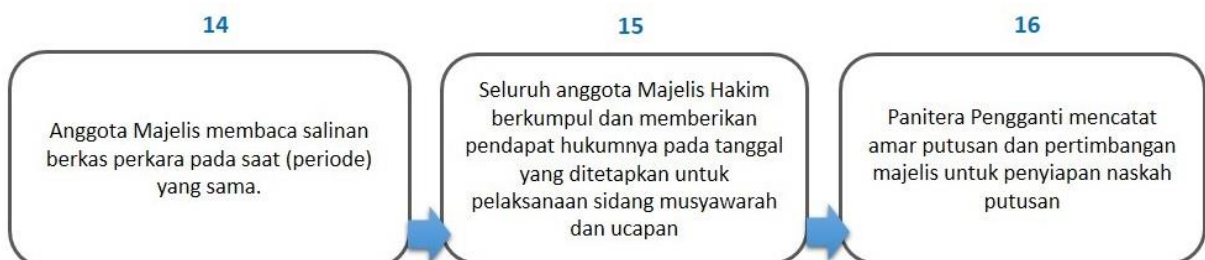 14
Anggota Majelis membaca salinan
berkas perkara pada saat (periode)
yang sama.
15
Seluruh anggota Majelis Hakim
berkumpul dan memberikan
pendapat hukumnya pada tanggal
yang ditetapkan untuk
pelaksanaan sidang musyawarah
dan ucapan
16
Panitera Pengganti mencatat
amar putusan dan pertimbangan
majelis untuk penyiapan naskah
putusan